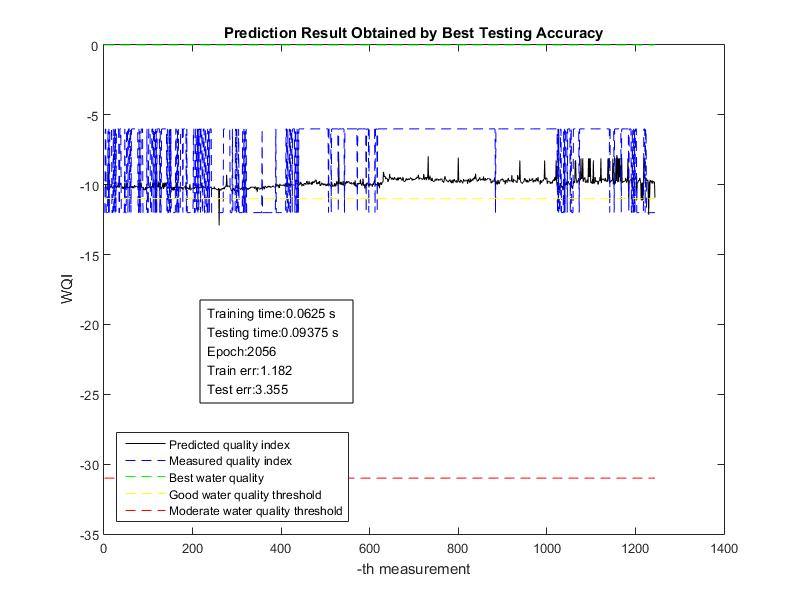 Prediction Result Obtained by Best Testing Accuracy
0
-5
-10
-15
-20
-25
-30
-35
WQI
Training time:0.0625 s
Testing time:0.09375 s
Epoch:2056
Train err:1.182
Test err:3.355
Predicted quality index
Measured quality index
Best water quality
Good water quality threshold
Moderate water quality threshold
0 200 400 600 800 1000 1200 1400
-th measurement